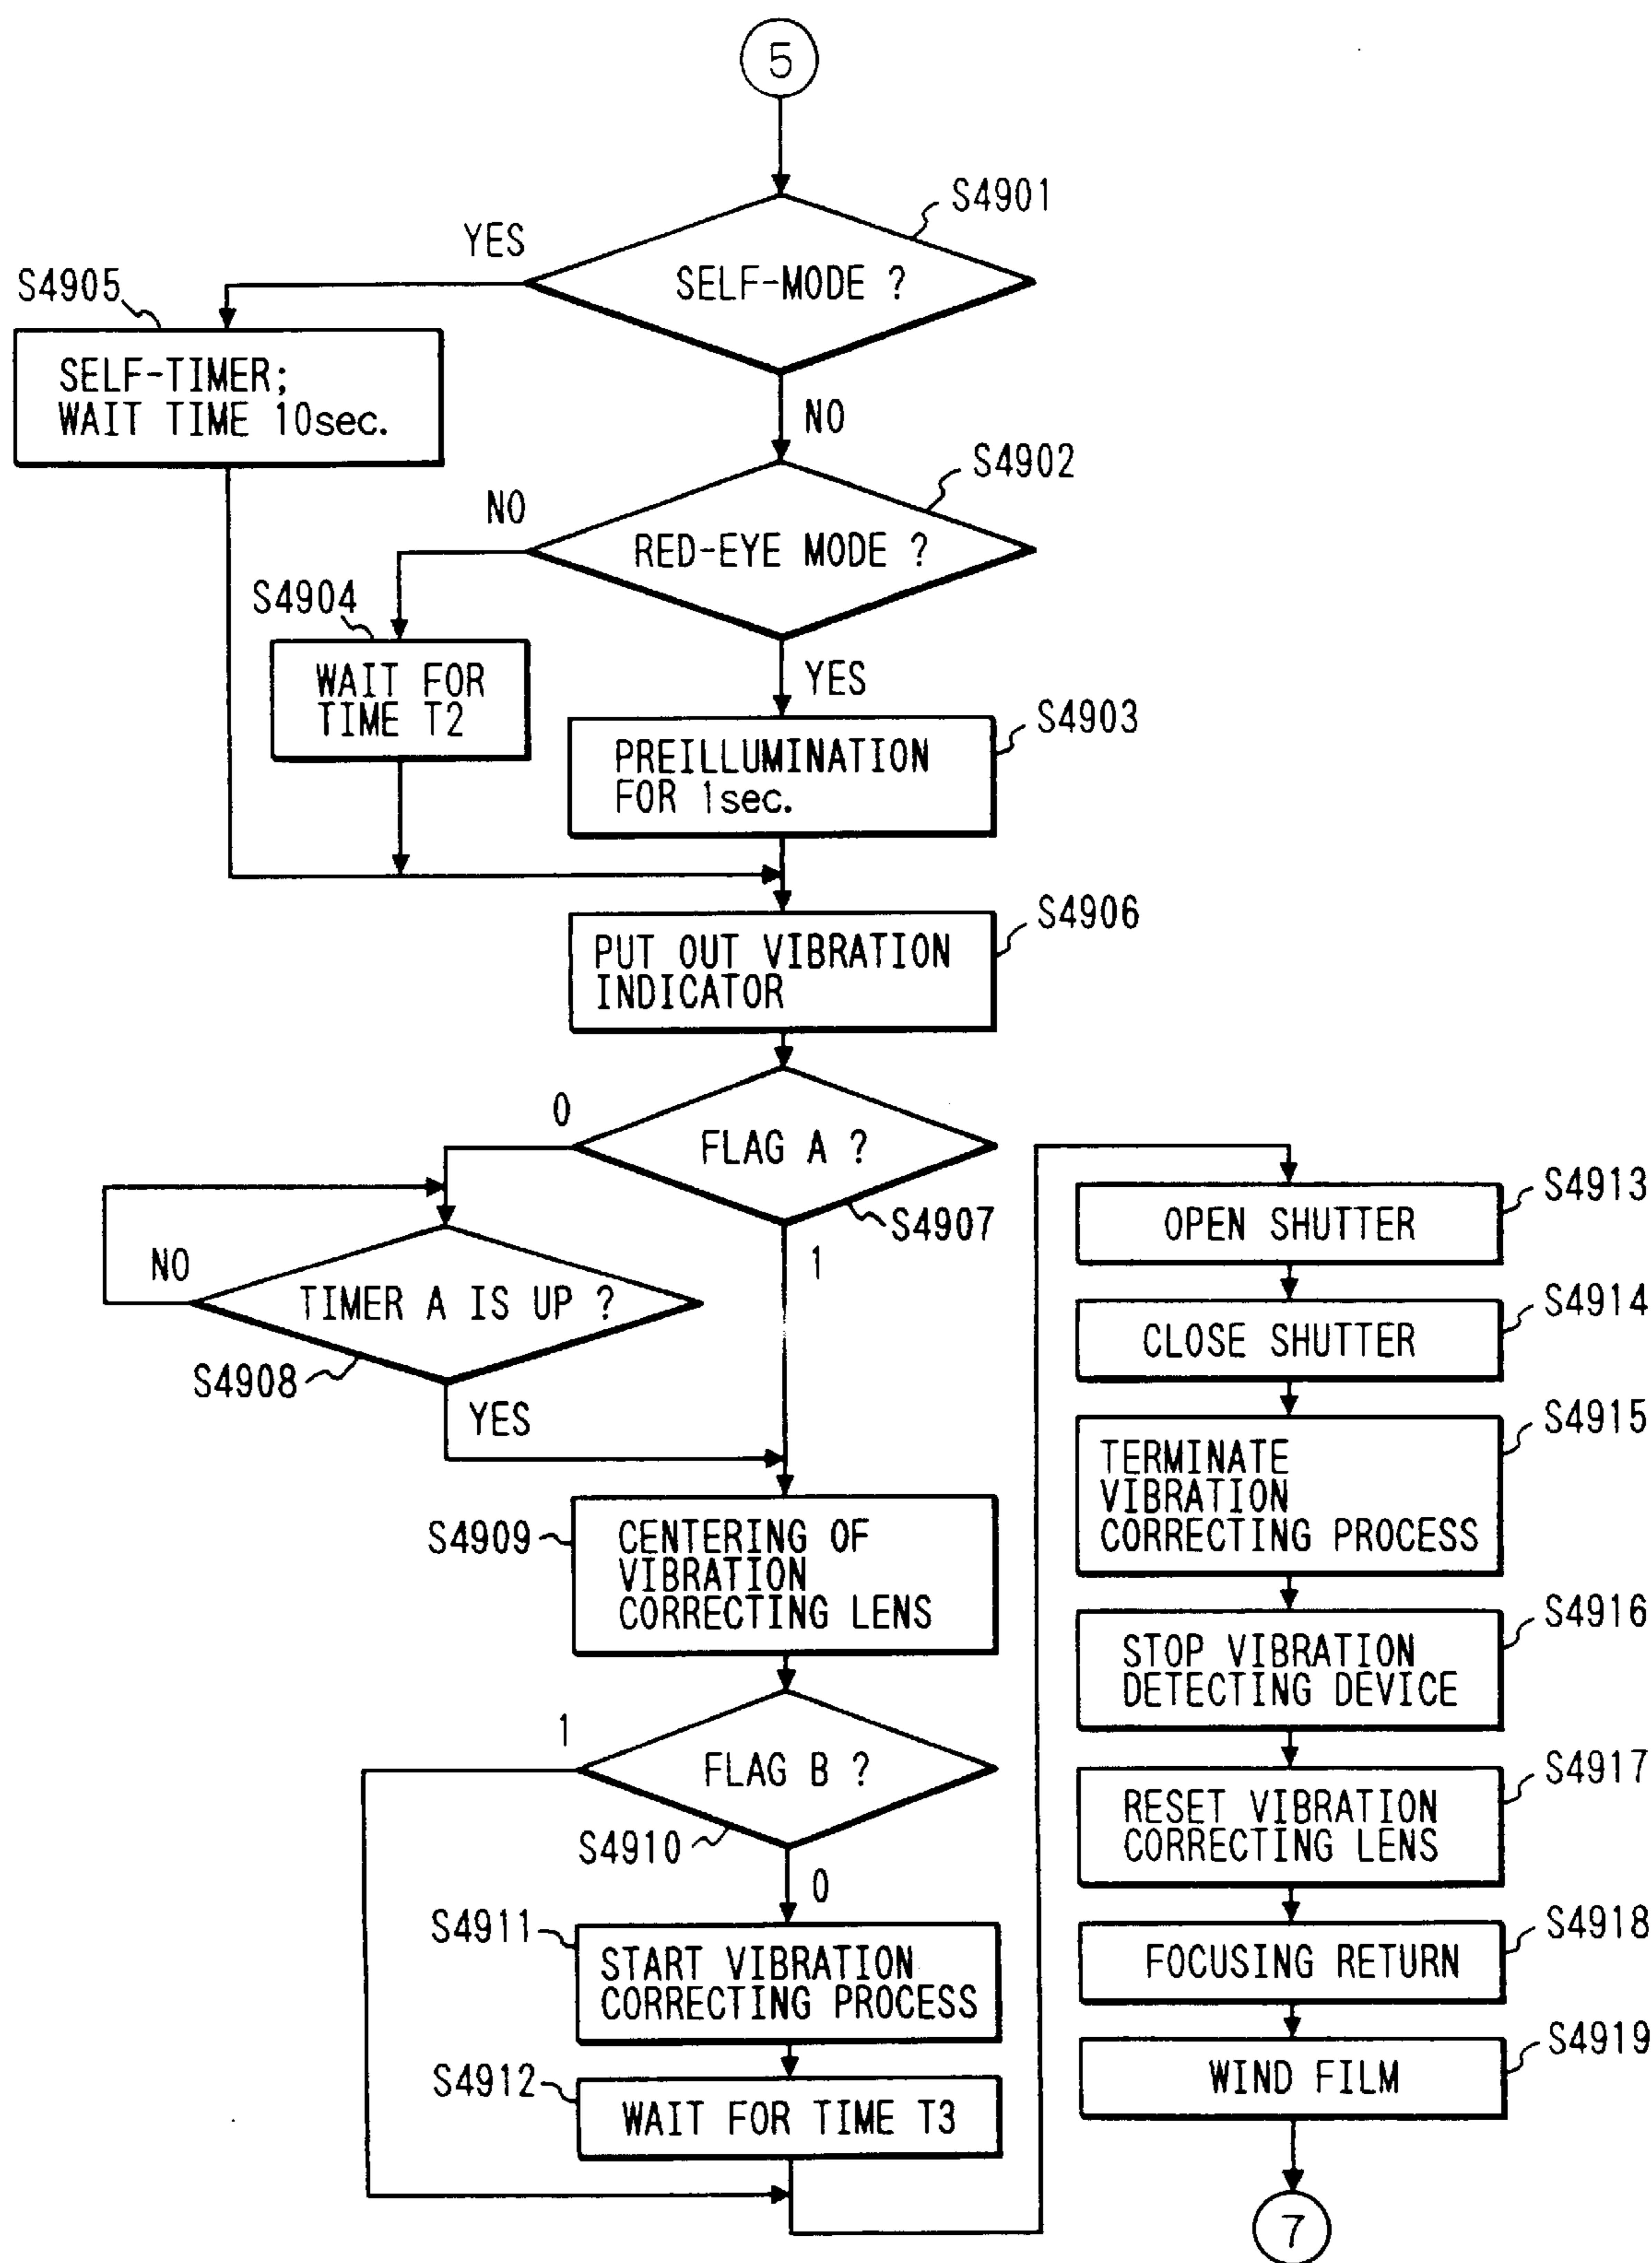 5
S4901
YES
SELF-MODE ?
S4905
SELF-TIMER;
WAIT TIME 10sec.
NO
S4902
NO
RED-EYE MODE ?
S4904
WAIT FOR
TIME T2
YES
S4903
PREILLUMINATION
FOR 1sec.
S4906
PUT OUT VIBRATION
INDICATOR
0
FLAG A ?
S4907
1
NO
TIMER A IS UP ?
S4908
YES
S4909
CENTERING OF
VIBRATION
CORRECTING LENS
1
FLAG B ?
S4910
0
S4911
START VIBRATION
CORRECTING PROCESS
S4912
WAIT FOR TIME T3
S4913
OPEN SHUTTER
S4914
CLOSE SHUTTER
S4915
TERMINATE
VIBRATION
CORRECTING PROCESS
S4916
STOP VIBRATION
DETECTING DEVICE
S4917
RESET VIBRATION
CORRECTING LENS
S4918
FOCUSING RETURN
S4919
WIND FILM
7